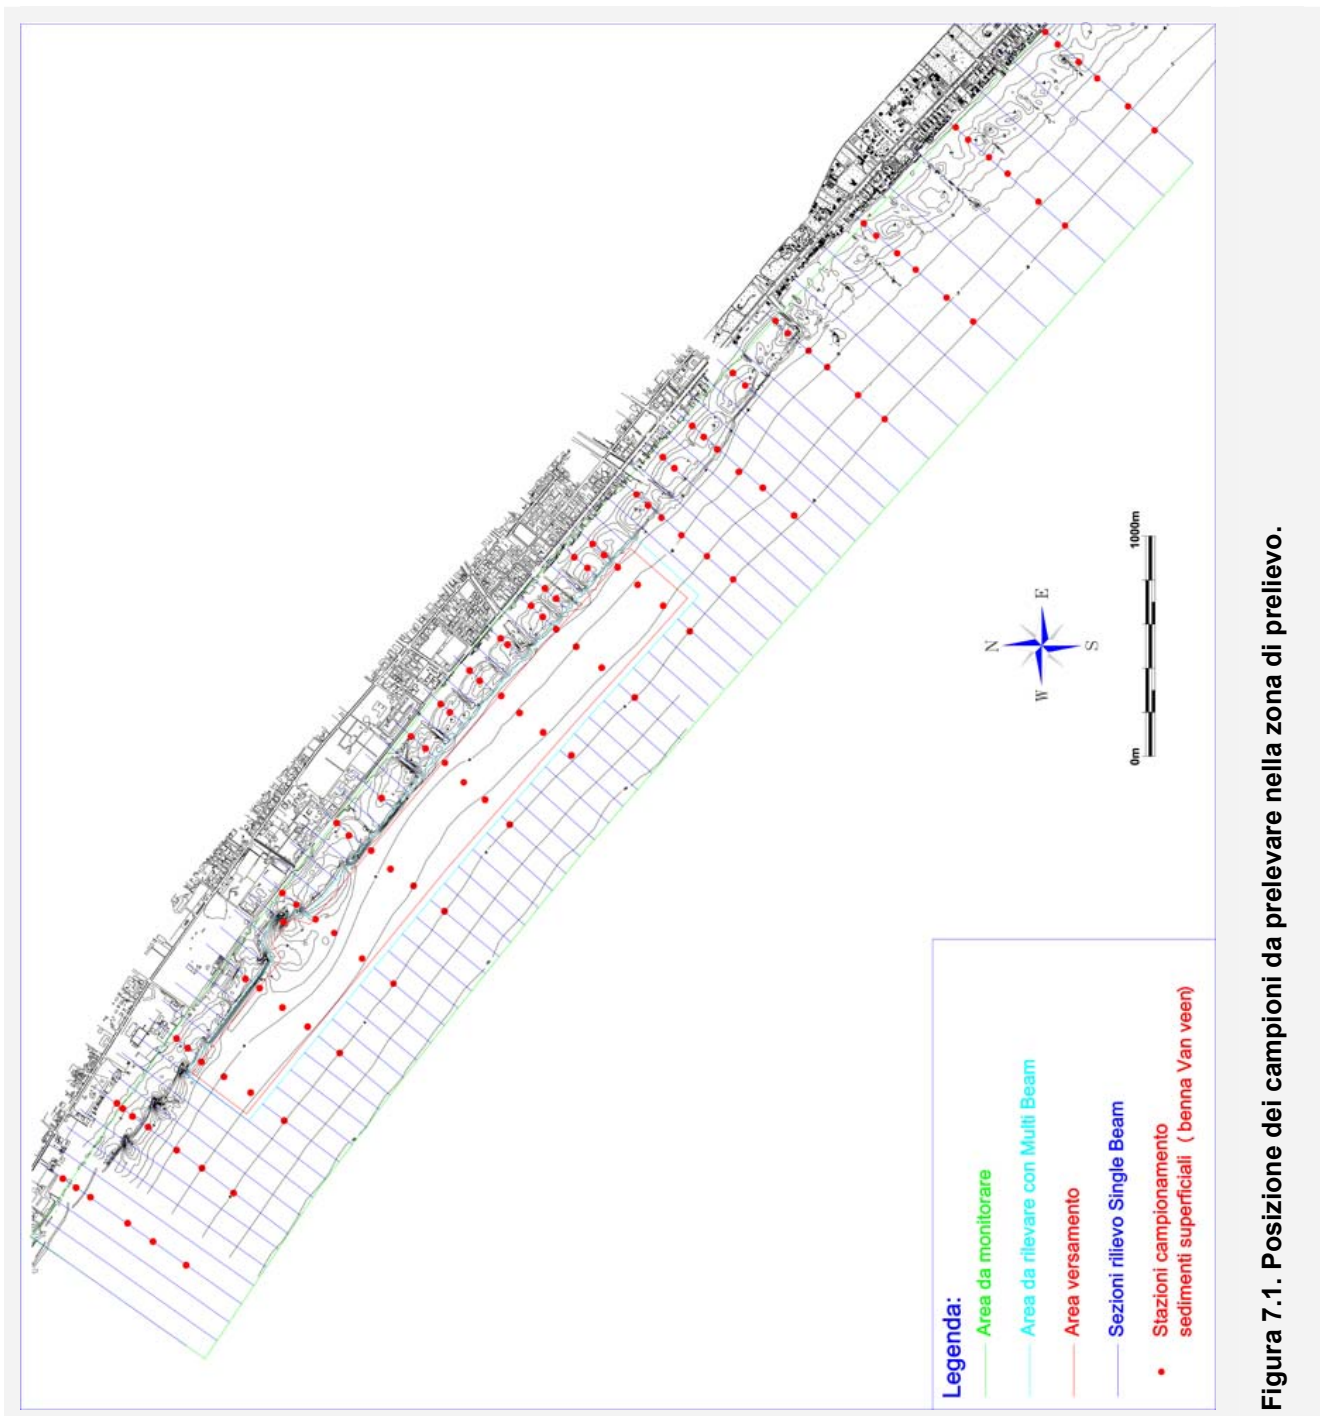 N
W
E
S
0m
1000m
Legenda:
Area da monitorare
Area da rilevare con Multi Beam
Area versamento
Sezioni rilievo Single Beam
Stazioni campionamento
sedimenti superficiali ( benna Van veen)
Figura 7.1. Posizione dei campioni da prelevare nella zona di prelievo.